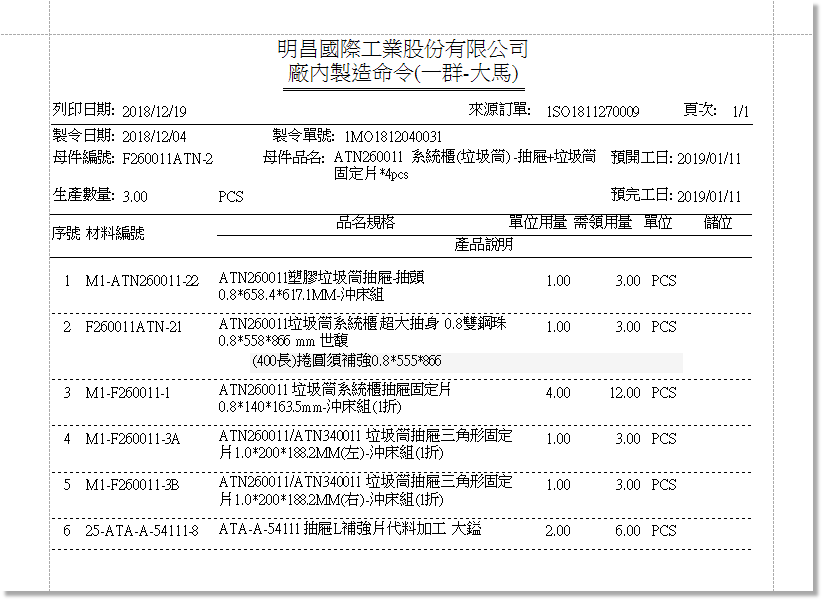 明昌國際工業股份有限公司
廠內製造命令(一群-大馬)
列印日期: 2018/12/19 來源訂單: 1SO1811270009 頁次: 1/1
製令日期: 2018/12/04 製令單號: 1MO1812040031
母件編號: F260011ATN-2 母件品名: ATN260011 系統櫃(垃圾筒)-抽屜+垃圾筒 預開工日: 2019/01/11
固定片*4pcs
生產數量: 3.00 PCS 預完工日: 2019/01/11
序號 材料編號 品名規格 單位用量 需領用量 單位 儲位
產品說明
1 M1-ATN260011-22 ATN260011塑膠垃圾筒抽屜-抽頭 1.00 3.00 PCS
0.8*658.4*617.1MM-沖床組
2 F260011ATN-21 ATN260011垃圾筒系統櫃 超大抽身 0.8雙鋼珠 1.00 3.00 PCS
0.8*558*866 mm 世馥
(400長)捲圓須補強0.8*555*866
3 M1-F260011-1 ATN260011 垃圾筒系統櫃抽屜固定片 4.00 12.00 PCS
0.8*140*163.5mm-沖床組(1折)
4 M1-F260011-3A ATN260011/ATN340011 垃圾筒抽屜三角形固定 1.00 3.00 PCS
片1.0*200*188.2MM(左)-沖床組(1折)
5 M1-F260011-3B ATN260011/ATN340011 垃圾筒抽屜三角形固定 1.00 3.00 PCS
片1.0*200*188.2MM(右)-沖床組(1折)
6 25-ATA-A-54111-8 ATA-A-54111 抽屜L補強片代料加工 大鎰 2.00 6.00 PCS